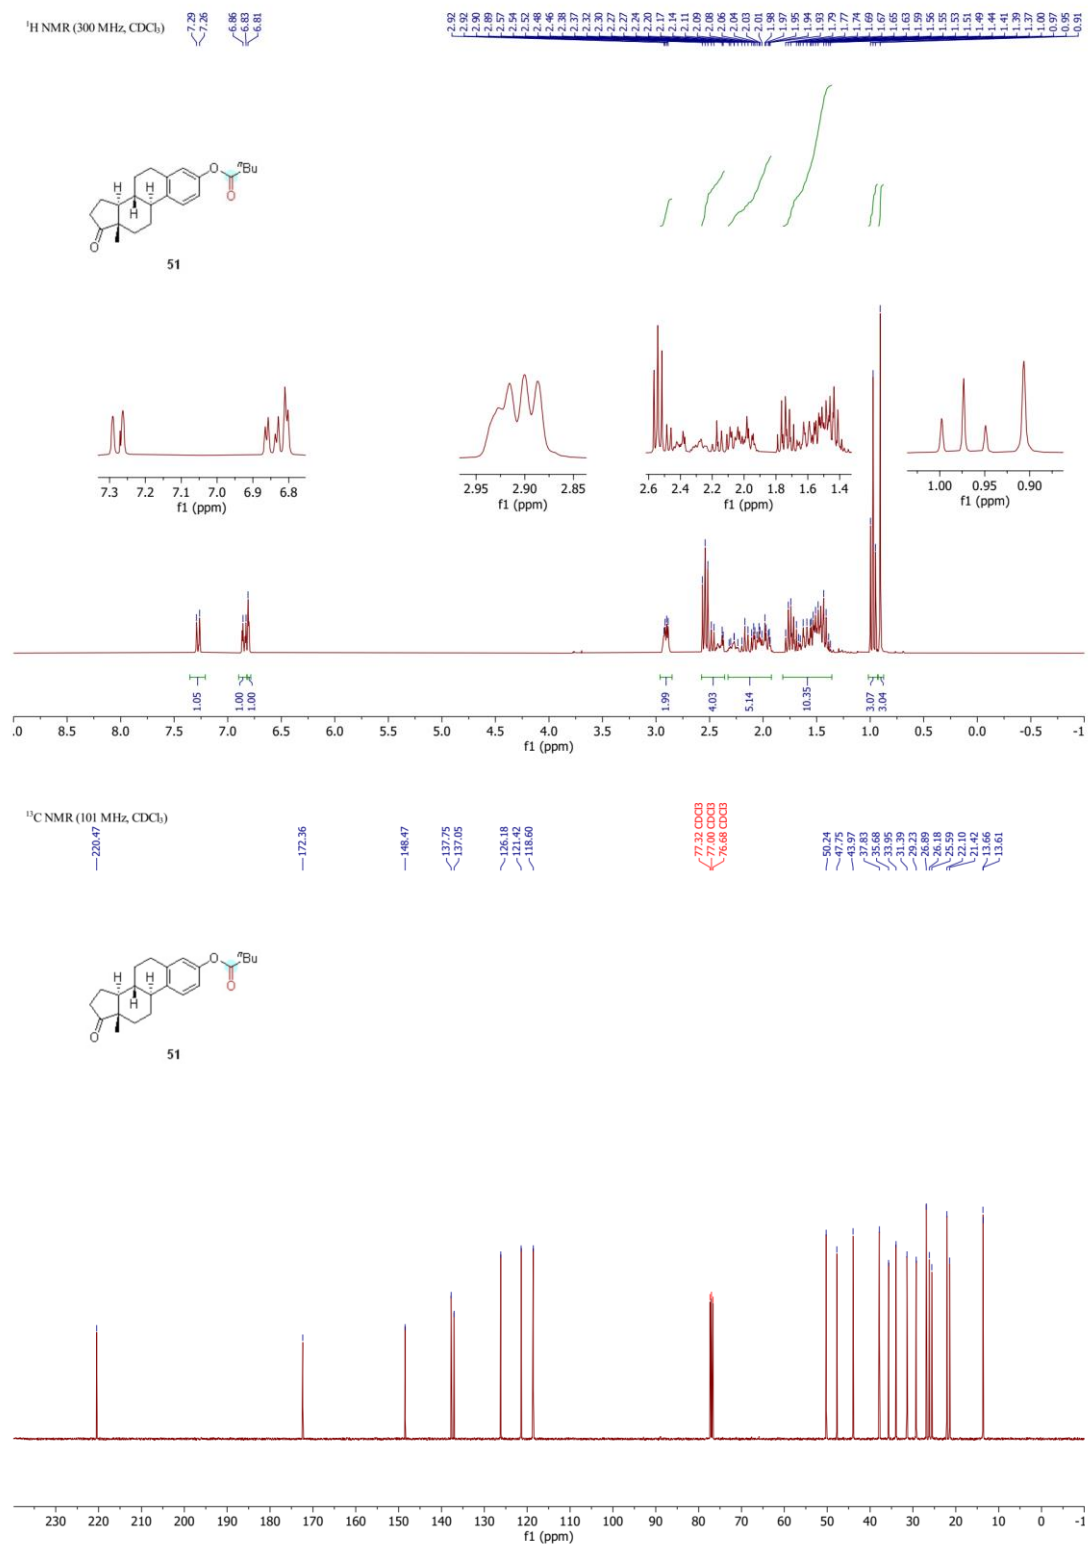 ¹H NMR (300 MHz, CDCl₃)
7.29
7.26
6.86
6.83
6.81
2.92
2.92
2.90
2.89
2.57
2.54
2.52
2.48
2.46
2.38
2.37
2.32
2.30
2.27
2.27
2.24
2.20
2.17
2.14
2.11
2.09
2.08
2.06
2.04
2.03
2.01
1.98
1.97
1.95
1.94
1.93
1.79
1.77
1.74
1.69
1.67
1.65
1.63
1.59
1.56
1.55
1.53
1.51
1.49
1.44
1.41
1.39
1.37
1.00
0.97
0.95
0.91
O ⁿBu
O
H H
H
O
51
7.3 7.2 7.1 7.0 6.9 6.8
f1 (ppm)
2.95 2.90 2.85
f1 (ppm)
2.6 2.4 2.2 2.0 1.8 1.6 1.4
f1 (ppm)
1.00 0.95 0.90
f1 (ppm)
1.05 1.00 1.00 1.99 4.03 5.14 10.35 3.07 3.04
.0 8.5 8.0 7.5 7.0 6.5 6.0 5.5 5.0 4.5 4.0 3.5 3.0 2.5 2.0 1.5 1.0 0.5 0.0 -0.5 -1
f1 (ppm)
¹³C NMR (101 MHz, CDCl₃)
220.47
172.36
148.47
137.75
137.05
126.18
121.42
118.60
77.32 CDCl3
77.00 CDCl3
76.68 CDCl3
50.24
47.75
43.97
37.83
35.68
33.95
31.39
29.23
26.89
26.18
25.59
22.10
21.42
13.66
13.61
O ⁿBu
O
H H
H
O
51
230 220 210 200 190 180 170 160 150 140 130 120 110 100 90 80 70 60 50 40 30 20 10 0 -1
f1 (ppm)